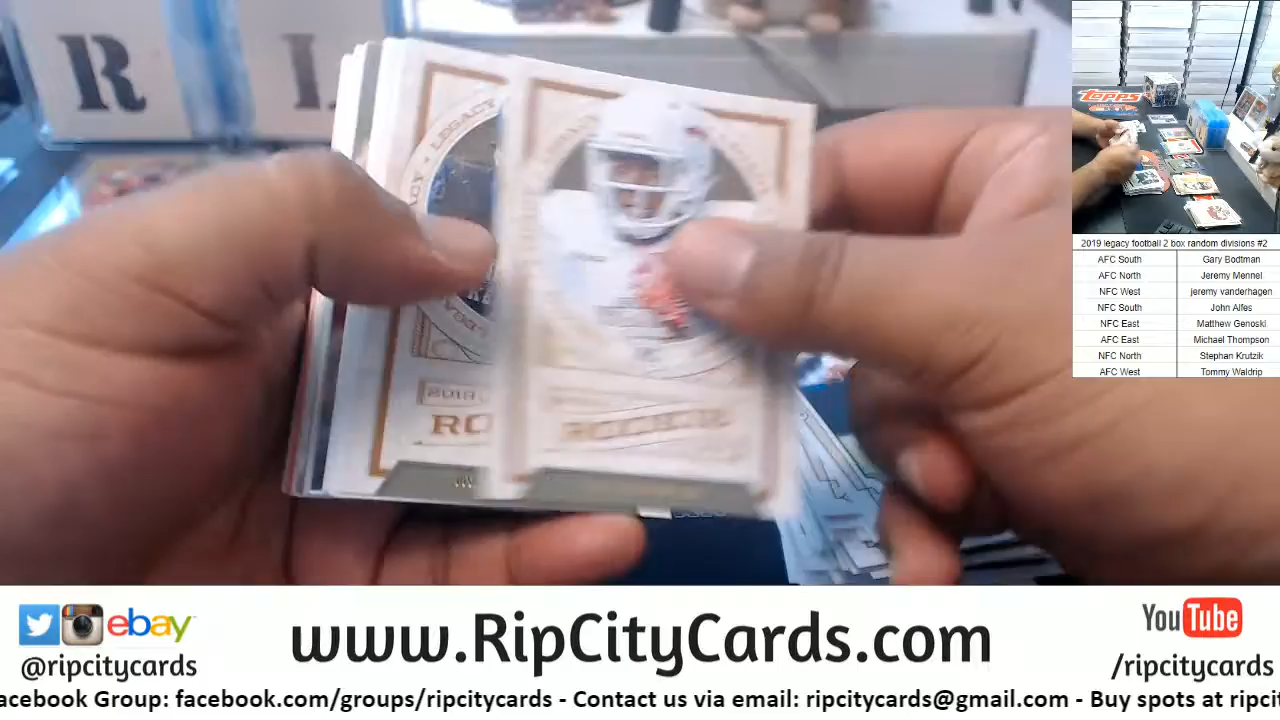 R I
LEGACY
ROOKIE
TOPPS
2019 legacy football 2 box random divisions #2
AFC South Gary Bodtman
AFC North Jeremy Mennel
NFC West jeremy vanderhagen
NFC South John Alfes
NFC East Matthew Genoski
AFC East Michael Thompson
NFC North Stephan Krutzik
AFC West Tommy Waldrip
ebay
@ripcitycards
www.RipCityCards.com
YouTube
/ripcitycards
acebook Group: facebook.com/groups/ripcitycards - Contact us via email: ripcitycards@gmail.com - Buy spots at ripci